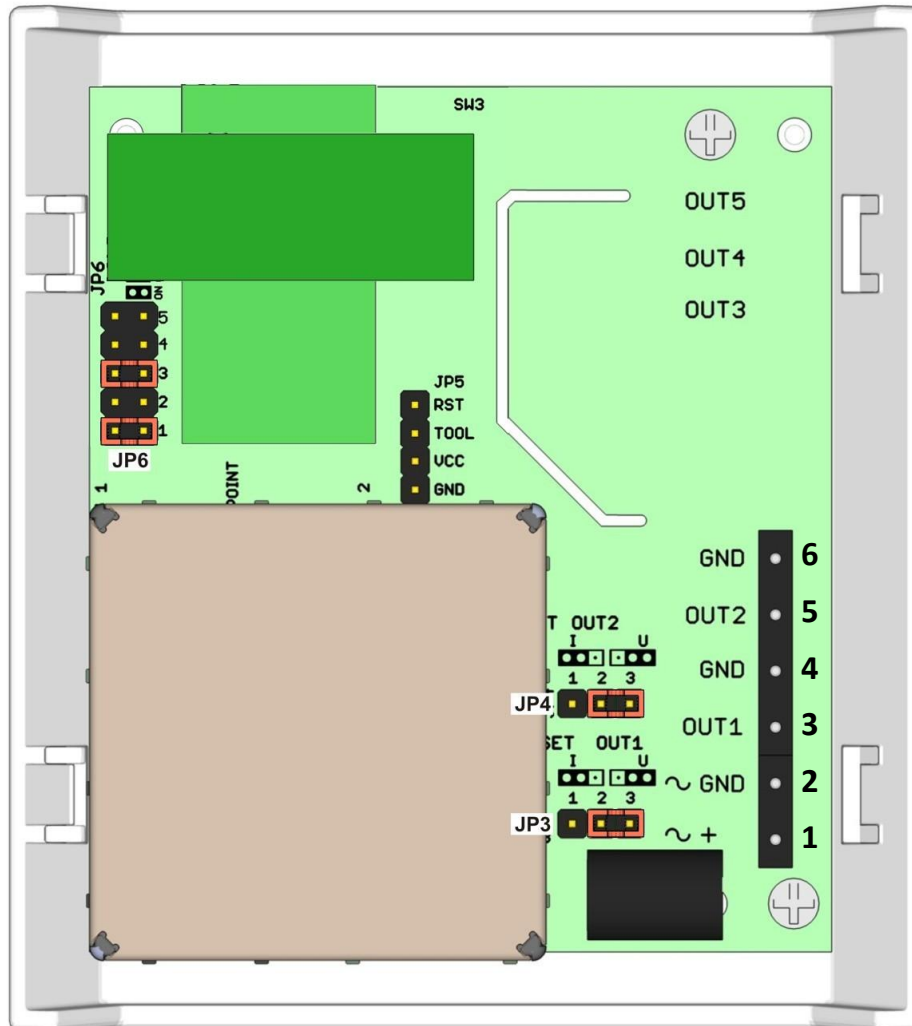 SW3
OUT5
OUT4
OUT3
JP6
ON
5
4
3
2
1
JP6
JP5
RST
TOOL
VCC
GND
1
POINT
2
GND 6
OUT2 5
GND 4
OUT1 3
~ GND 2
~ + 1
T OUT2
I U
1 2 3
JP4
SET OUT1
I U
1 2 3
JP3